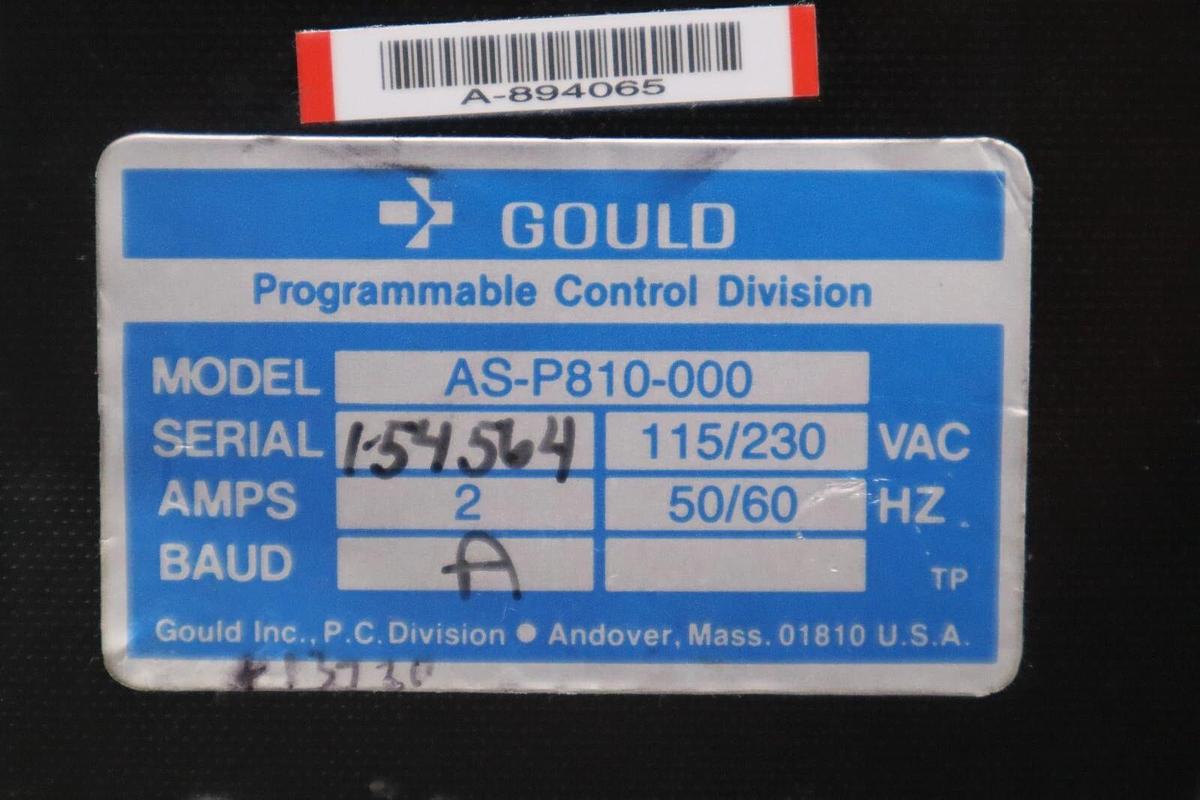 A-894065
GOULD
Programmable Control Division
MODEL AS-P810-000
SERIAL 1-54564 115/230 VAC
AMPS 2 50/60 HZ
BAUD A TP
Gould Inc., P.C. Division ● Andover, Mass. 01810 U.S.A.